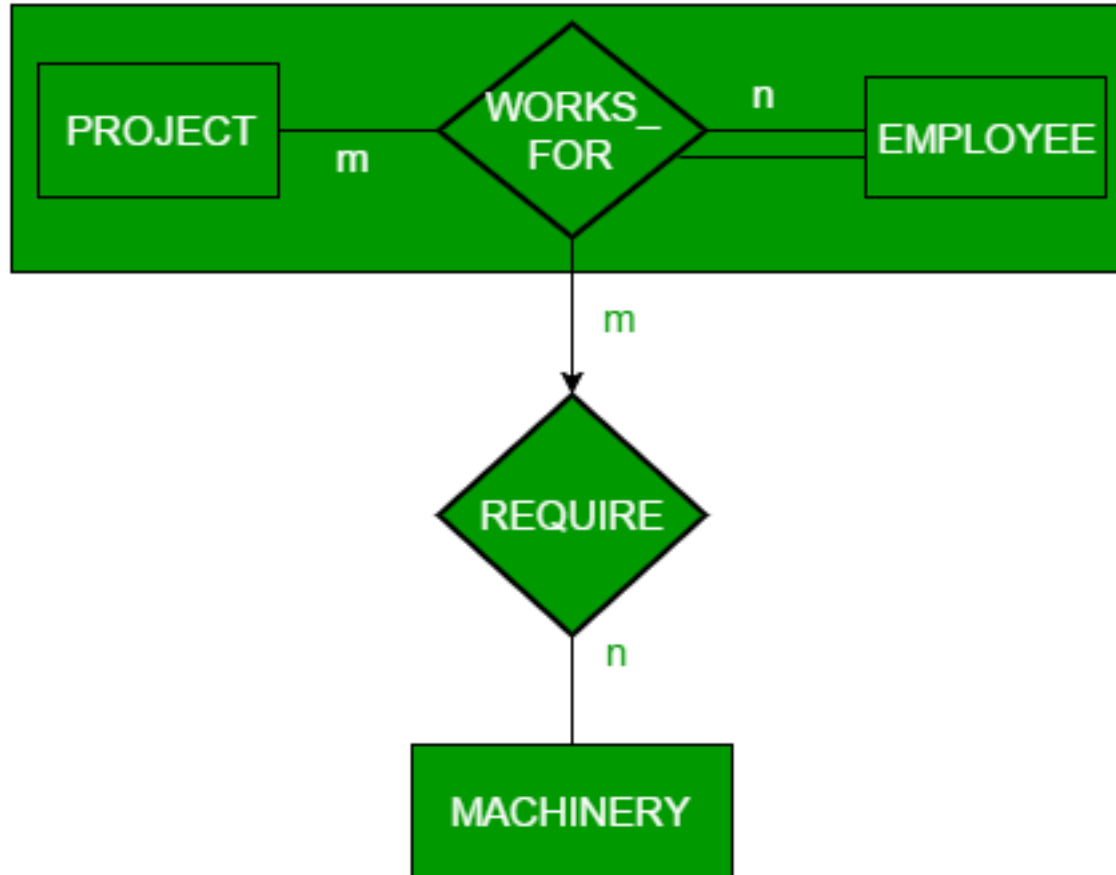 PROJECT
m
WORKS_
FOR
n
EMPLOYEE
m
REQUIRE
n
MACHINERY